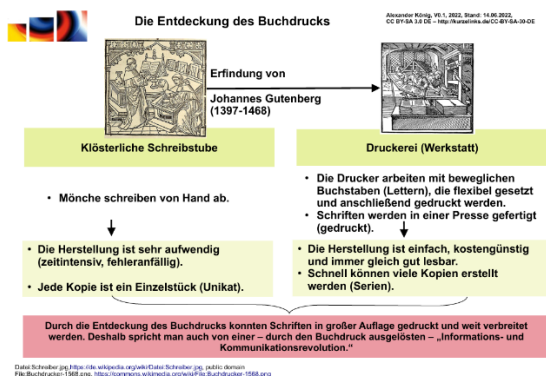 Die Entdeckung des Buchdrucks
Alexander König, V0.1, 2022, Stand: 14.06.2022,
CC BY-SA 3.0 DE – http://kurzelinks.de/CC-BY-SA-30-DE
Erfindung von
Johannes Gutenberg
(1397-1468)
Klösterliche Schreibstube
Druckerei (Werkstatt)
• Mönche schreiben von Hand ab.
• Die Drucker arbeiten mit beweglichen
Buchstaben (Lettern), die flexibel gesetzt
und anschließend gedruckt werden.
• Schriften werden in einer Presse gefertigt
(gedruckt).
• Die Herstellung ist sehr aufwendig
(zeitintensiv, fehleranfällig).
• Jede Kopie ist ein Einzelstück (Unikat).
• Die Herstellung ist einfach, kostengünstig
und immer gleich gut lesbar.
• Schnell können viele Kopien erstellt
werden (Serien).
Durch die Entdeckung des Buchdrucks konnten Schriften in großer Auflage gedruckt und weit verbreitet
werden. Deshalb spricht man auch von einer – durch den Buchdruck ausgelösten – „Informations- und
Kommunikationsrevolution.“
Datei:Schreiber.jpg,https://de.wikipedia.org/wiki/Datei:Schreiber.jpg, public domain
File:Buchdrucker-1568.png, https://commons.wikimedia.org/wiki/File:Buchdrucker-1568.png